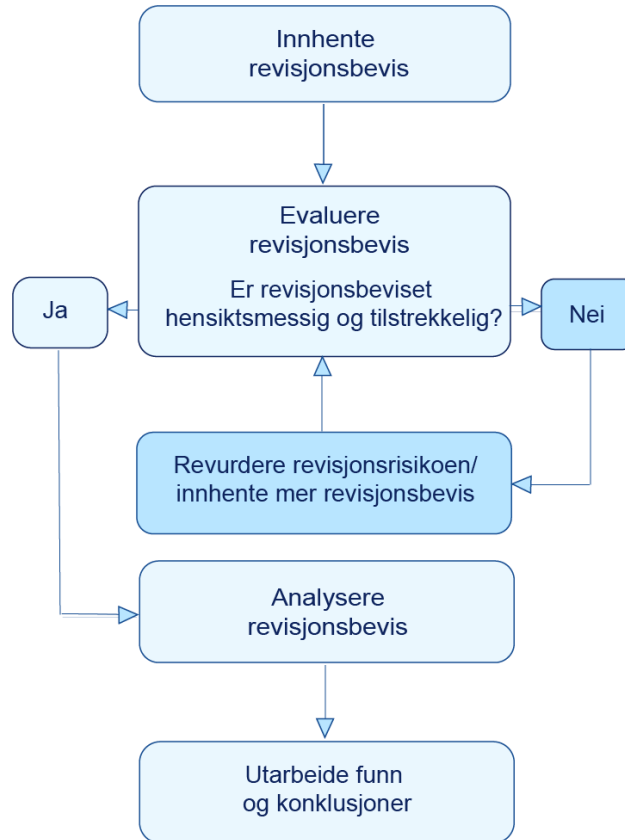 Innhente
revisjonsbevis
Evaluere
revisjonsbevis
Er revisjonsbeviset
hensiktsmessig og tilstrekkelig?
Ja
Nei
Revurdere revisjonsrisikoen/
innhente mer revisjonsbevis
Analysere
revisjonsbevis
Utarbeide funn
og konklusjoner